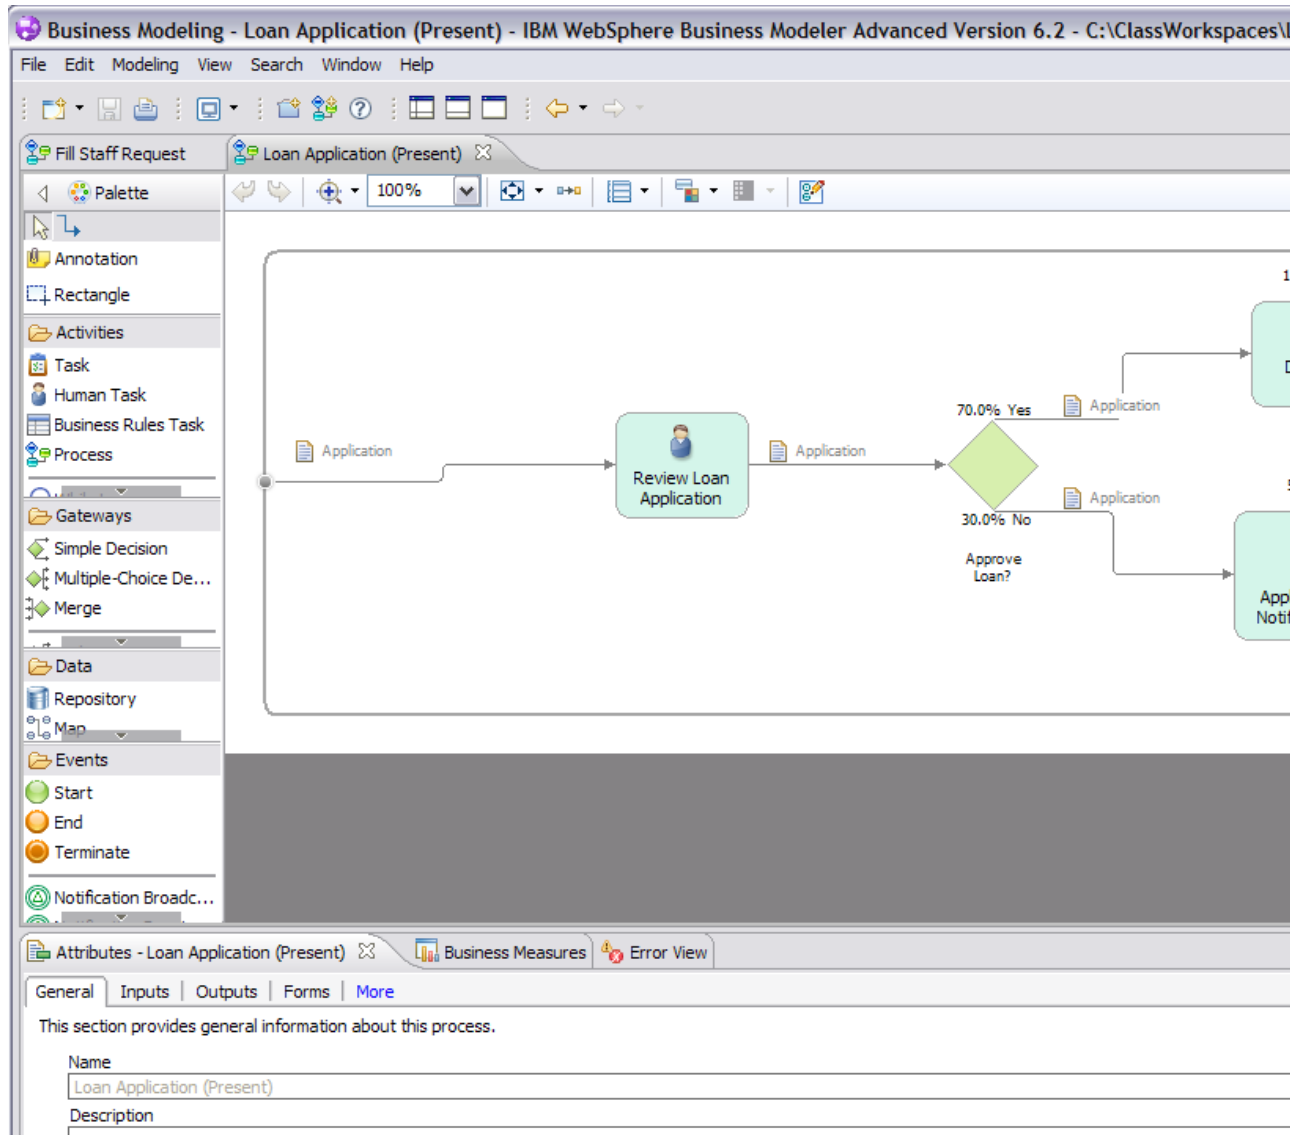 Business Modeling - Loan Application (Present) - IBM WebSphere Business Modeler Advanced Version 6.2 - C:\ClassWorkspaces\
File Edit Modeling View Search Window Help
Fill Staff Request
Loan Application (Present)
Palette
100%
Annotation
Rectangle
Activities
Task
Human Task
Business Rules Task
Process
Gateways
Simple Decision
Multiple-Choice De...
Merge
Data
Repository
Map
Events
Start
End
Terminate
Notification Broadc...
Application
Review Loan
Application
Application
70.0% Yes
Application
30.0% No
Application
Approve
Loan?
1
D
App
Notif
Attributes - Loan Application (Present)
Business Measures
Error View
General Inputs Outputs Forms More
This section provides general information about this process.
Name
Loan Application (Present)
Description